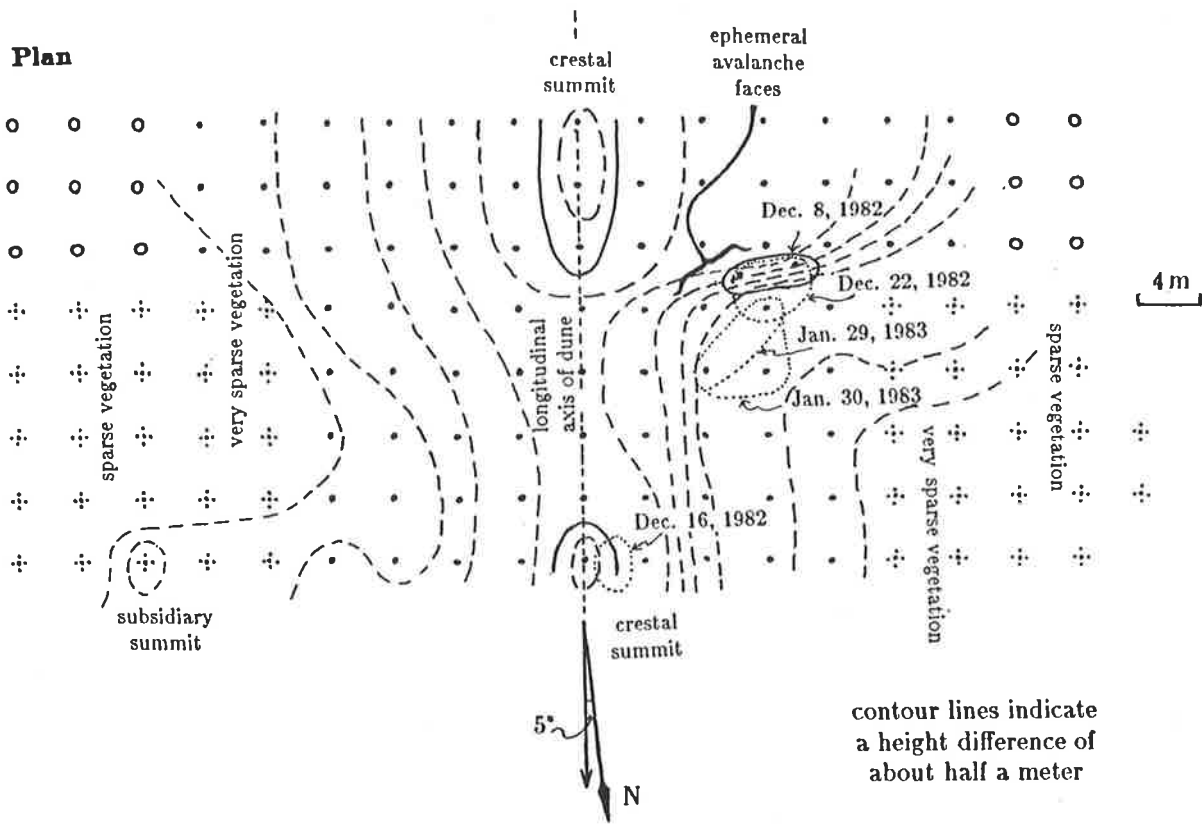 Plan
crestal
summit
ephemeral
avalanche
faces
Dec. 8, 1982
Dec. 22, 1982
4 m
Jan. 29, 1983
Jan. 30, 1983
sparse vegetation
very sparse vegetation
longitudinal
axis of dune
sparse vegetation
very sparse vegetation
Dec. 16, 1982
subsidiary
summit
crestal
summit
5°
N
contour lines indicate
a height difference of
about half a meter